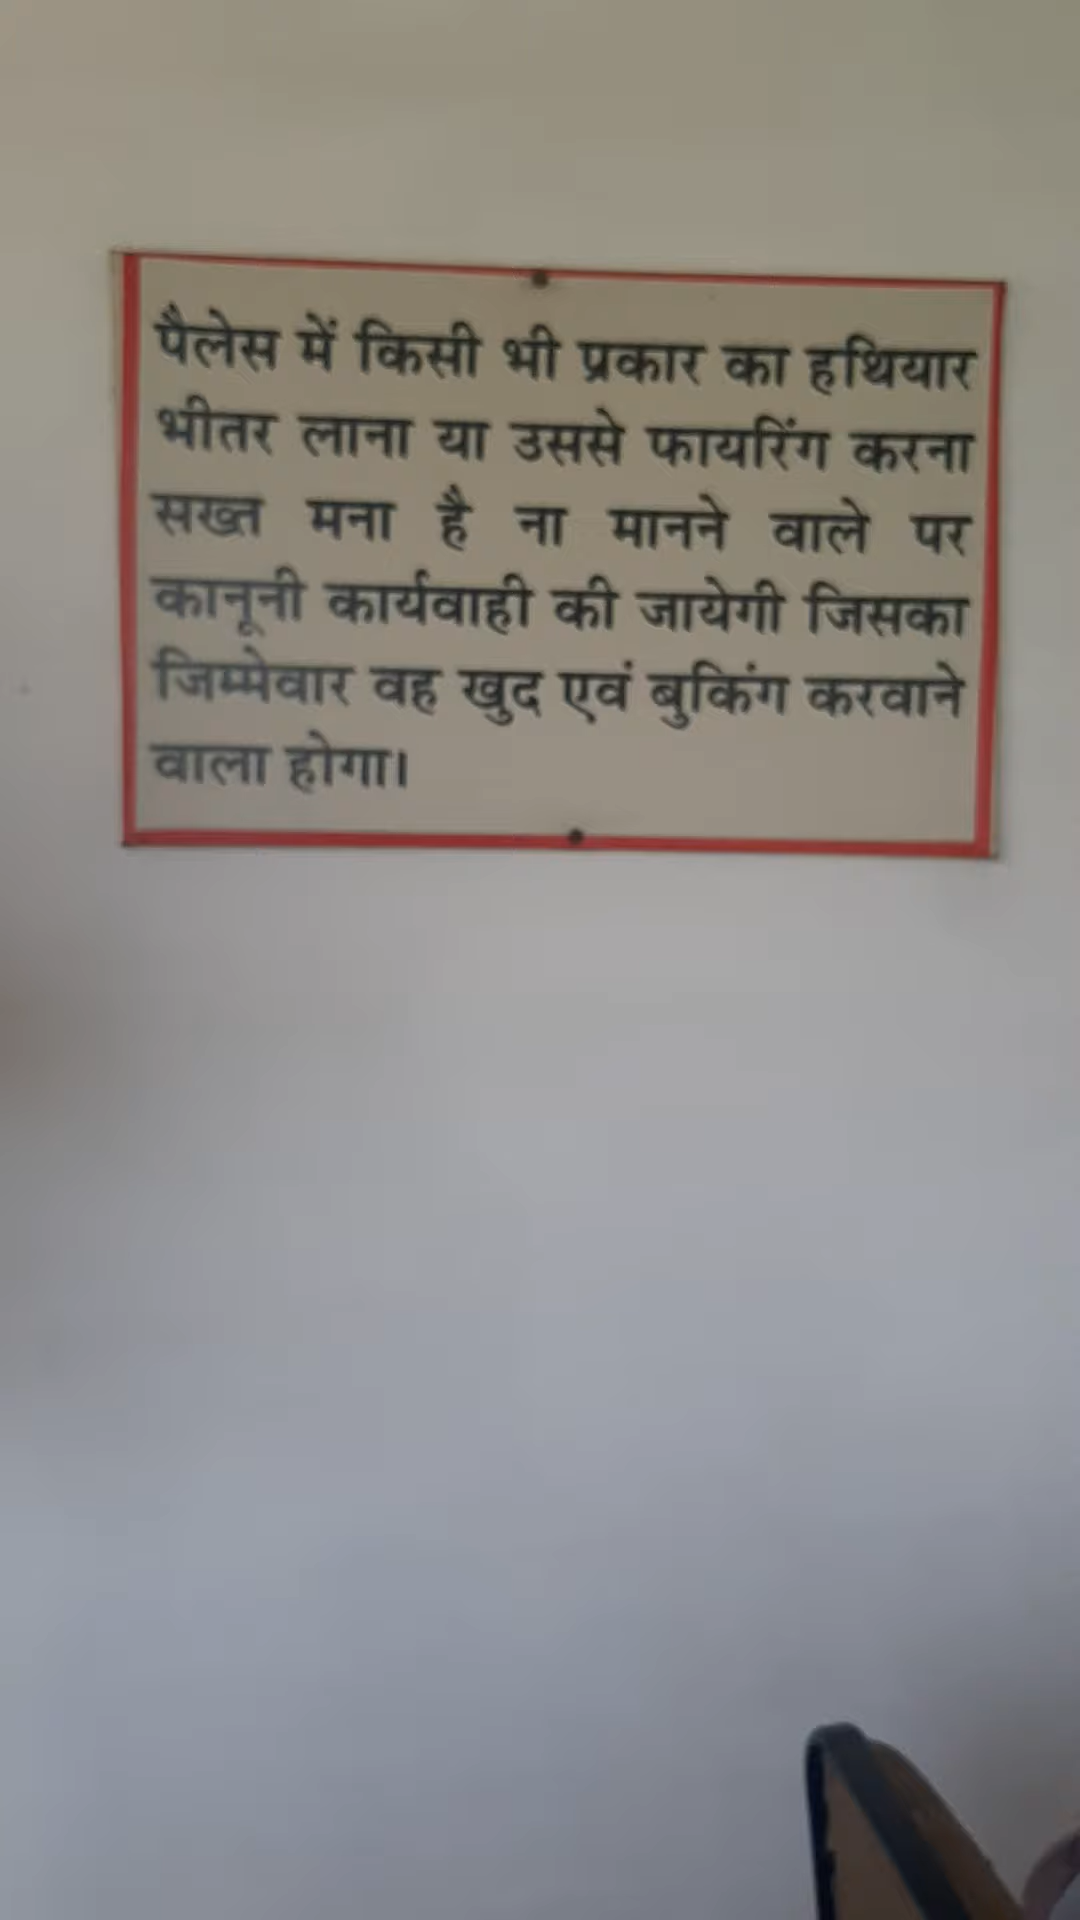 पैलेस में किसी भी प्रकार का हथियार
भीतर लाना या उससे फायरिंग करना
सख्त मना है ना मानने वाले पर
कानूनी कार्यवाही की जायेगी जिसका
जिम्मेवार वह खुद एवं बुकिंग करवाने
वाला होगा।